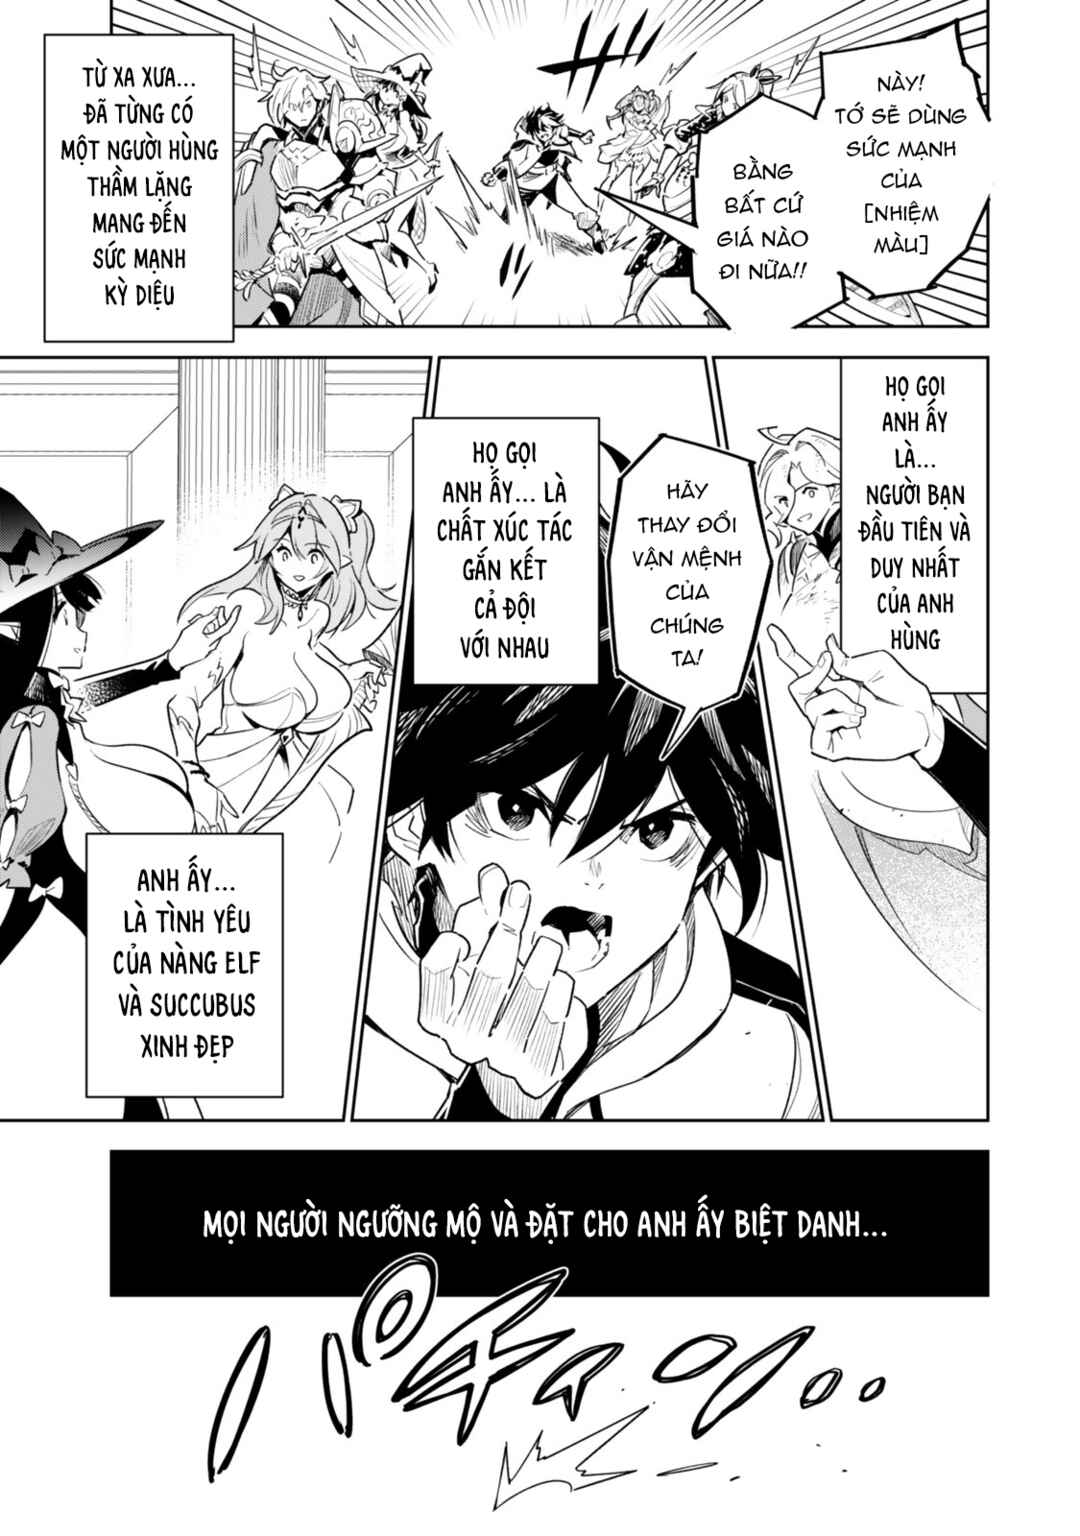 NÀY!
TỚ SẼ DÙNG
SỨC MẠNH
CỦA
[NHIỆM
MÀU]
BẰNG
BẤT CỨ
GIÁ NÀO
ĐI NỮA!!
TỪ XA XƯA...
ĐÃ TỪNG CÓ
MỘT NGƯỜI HÙNG
THẦM LẶNG
MANG ĐẾN
SỨC MẠNH
KỲ DIỆU
HỌ GỌI
ANH ẤY
LÀ...
NGƯỜI BẠN
ĐẦU TIÊN VÀ
DUY NHẤT
CỦA ANH
HÙNG
HÃY
THAY ĐỔI
VẬN MỆNH
CỦA
CHÚNG
TA!
HỌ GỌI
ANH ẤY... LÀ
CHẤT XÚC TÁC
GẮN KẾT
CẢ ĐỘI
VỚI NHAU
ANH ẤY...
LÀ TÌNH YÊU
CỦA NÀNG ELF
VÀ SUCCUBUS
XINH ĐẸP
MỌI NGƯỜI NGƯỠNG MỘ VÀ ĐẶT CHO ANH ẤY BIỆT DANH...
パチン...